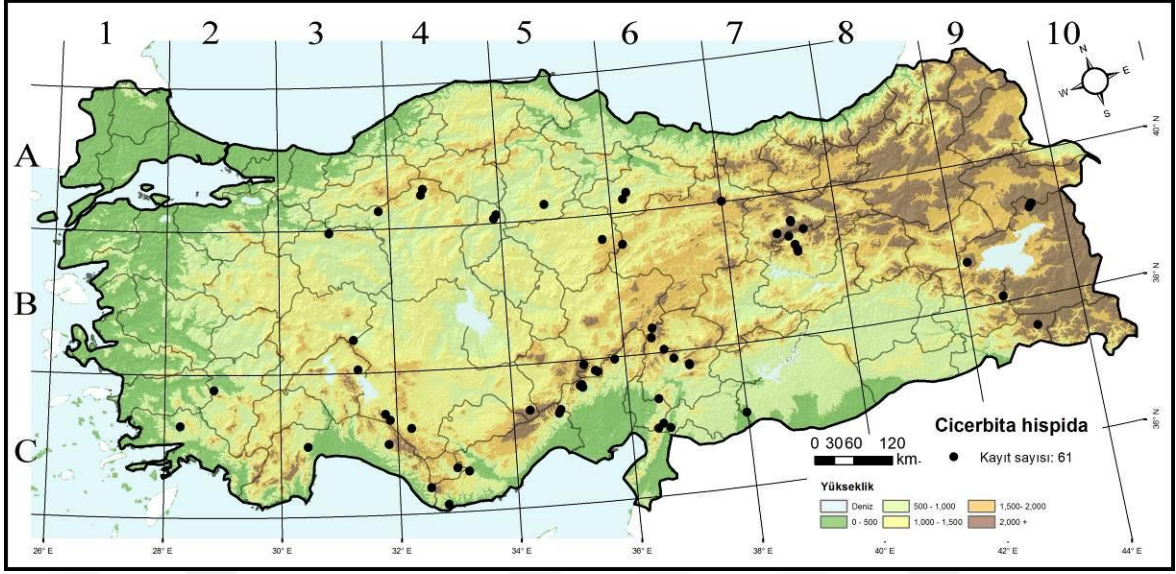 1 2 3 4 5 6 7 8 9 10
N
W E
S
A
B
C
40° N
38° N
36° N
Cicerbita hispida
0 30 60 120
km
Kayıt sayısı: 61
Yükseklik
Deniz 500 - 1,000 1,500- 2,000
0 - 500 1,000 - 1,500 2,000 +
26° E 28° E 30° E 32° E 34° E 36° E 38° E 40° E 42° E 44° E